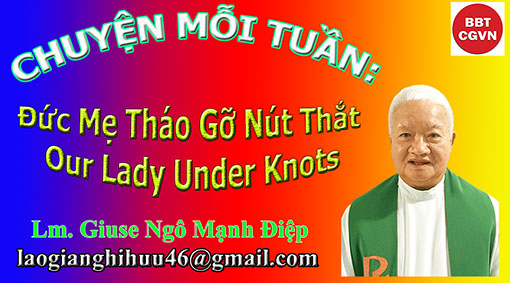 BBT
CGVN
CHUYỆN MỖI TUẦN:
Đức Mẹ Tháo Gỡ Nút Thắt
Our Lady Under Knots
Lm. Giuse Ngô Mạnh Điệp
laogianghihuu46@gmail.com